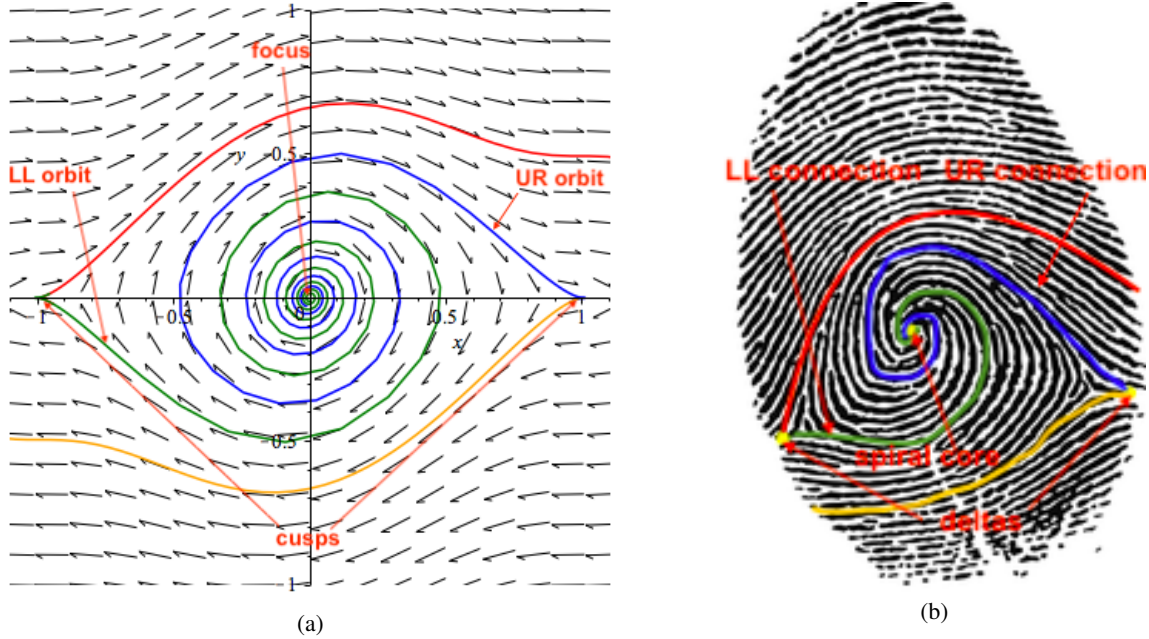 1
focus
y
0.5
LL orbit
UR orbit
-1
-0.5
0
0.5
1
x
-0.5
cusps
-1
(a)
LL connection UR connection
spiral core
deltas
(b)